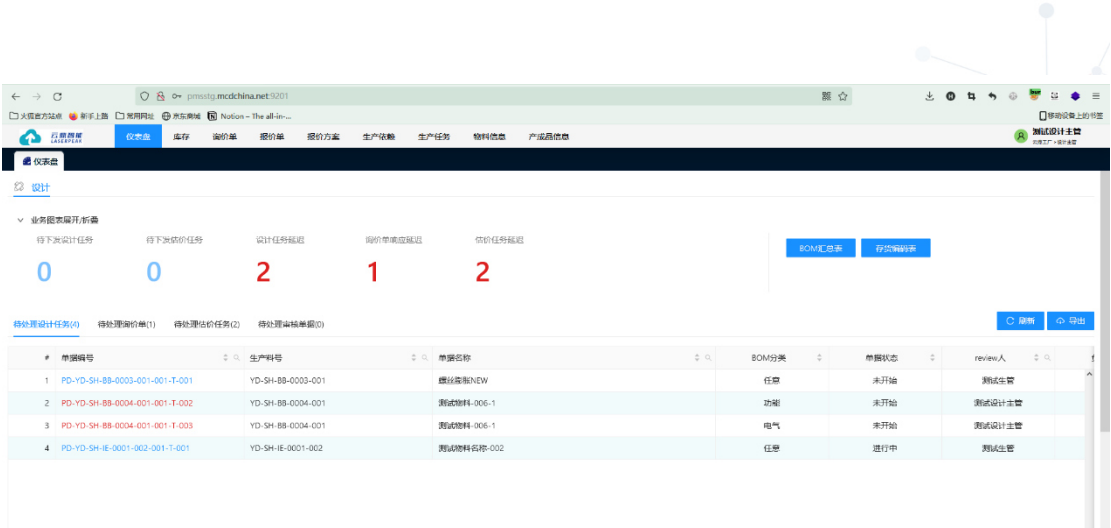 pmsstg.mcdchina.net:9201
火狐官方站点 新手上路 常用网址 京东商城 Notion – The all-in-... 移动设备上的书签
云鼎智能 仪表盘 库存 询价单 报价单 报价方案 生产依赖 生产任务 物料信息 产成品信息 测试设计主管
LASERPEAR
仪表盘
设计
业务图表展开/折叠
待下发设计任务 待下发估价任务 设计任务延迟 询价单响应延迟 估价任务延迟
BOM汇总表 存货编码表
0 0 2 1 2
待处理设计任务(4) 待处理询价单(1) 待处理估价任务(2) 待处理审核单据(0) 刷新 导出
# 单据编号 生产料号 单据名称 BOM分类 单据状态 review人
1 PD-YD-SH-BB-0003-001-001-T-001 YD-SH-BB-0003-001 螺丝膨胀NEW 任意 未开始 测试生管
2 PD-YD-SH-BB-0004-001-001-T-002 YD-SH-BB-0004-001 测试物料-006-1 功能 未开始 测试设计主管
3 PD-YD-SH-BB-0004-001-001-T-003 YD-SH-BB-0004-001 测试物料-006-1 电气 未开始 测试设计主管
4 PD-YD-SH-IE-0001-002-001-T-001 YD-SH-IE-0001-002 测试物料名称-002 任意 进行中 测试生管